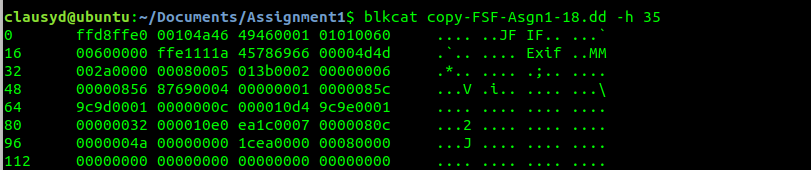 clausyd@ubuntu:~/Documents/Assignment1$ blkcat copy-FSF-Asgn1-18.dd -h 35
0 ffd8ffe0 00104a46 49460001 01010060 .... ..JF IF.. ...`
16 00600000 ffe1111a 45786966 00004d4d .`.. .... Exif ..MM
32 002a0000 00080005 013b0002 00000006 .*.. .... .;.. ....
48 00000856 87690004 00000001 0000085c ...V .i.. .... ...\
64 9c9d0001 0000000c 000010d4 9c9e0001 .... .... .... ....
80 00000032 000010e0 ea1c0007 0000080c ...2 .... .... ....
96 0000004a 00000000 1cea0000 00080000 ...J .... .... ....
112 00000000 00000000 00000000 00000000 .... .... .... ....